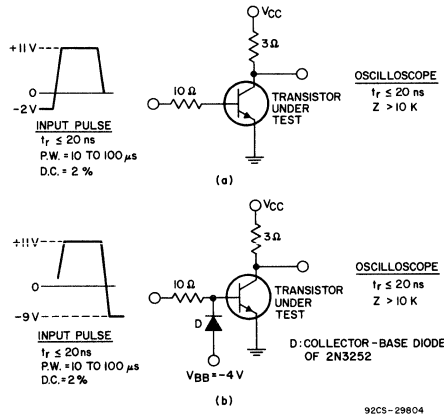 VCC
3Ω
+11V
0
-2V
10Ω
TRANSISTOR
UNDER
TEST
OSCILLOSCOPE
tr ≤ 20 ns
Z > 10 K
INPUT PULSE
tr ≤ 20 ns
P.W. = 10 TO 100 μs
D.C. = 2 %
(a)
VCC
3Ω
+11V
0
-9V
10Ω
TRANSISTOR
UNDER TEST
D
OSCILLOSCOPE
tr ≤ 20 ns
Z > 10 K
INPUT PULSE
tr ≤ 20ns
P.W. = 10 TO 100 μs
D.C. = 2 %
VBB = -4V
D: COLLECTOR-BASE DIODE
OF 2N3252
(b)
92CS-29804